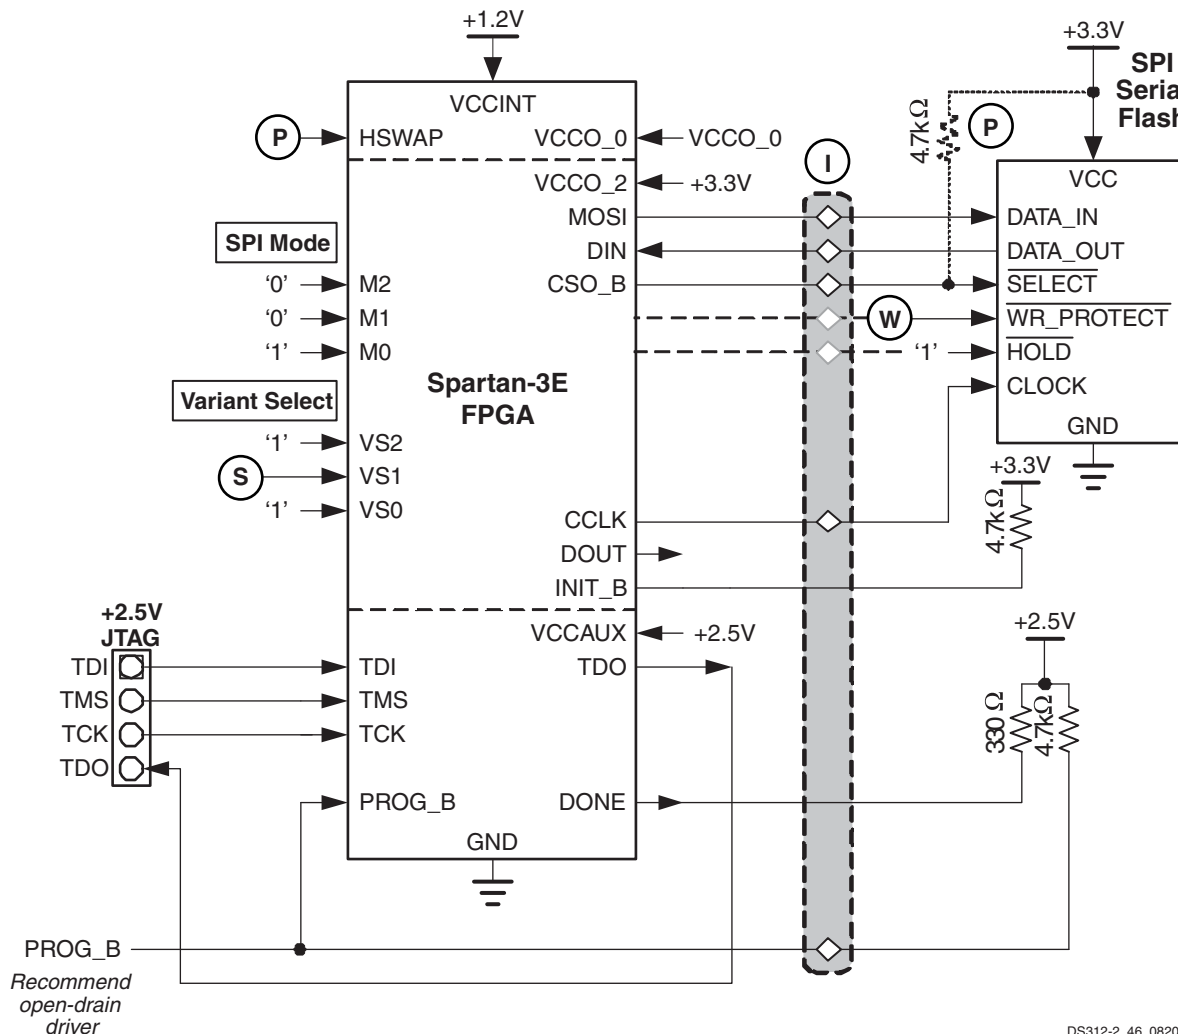 +1.2V
+3.3V
SPI
Seria
Flash
VCCINT
P
HSWAP
VCCO_0
VCCO_0
4.7kΩ
P
I
VCC
VCCO_2
+3.3V
MOSI
DATA_IN
SPI Mode
DIN
DATA_OUT
'0'
M2
CSO_B
SELECT
'0'
M1
W
WR_PROTECT
'1'
M0
'1'
HOLD
Spartan-3E
FPGA
CLOCK
Variant Select
GND
'1'
VS2
S
VS1
+3.3V
'1'
VS0
CCLK
4.7kΩ
DOUT
INIT_B
+2.5V
JTAG
VCCAUX
+2.5V
+2.5V
TDI
TDI
TDO
TMS
TMS
TCK
TCK
330 Ω
4.7kΩ
TDO
PROG_B
DONE
GND
PROG_B
Recommend
open-drain
driver
DS312-2_46_0820